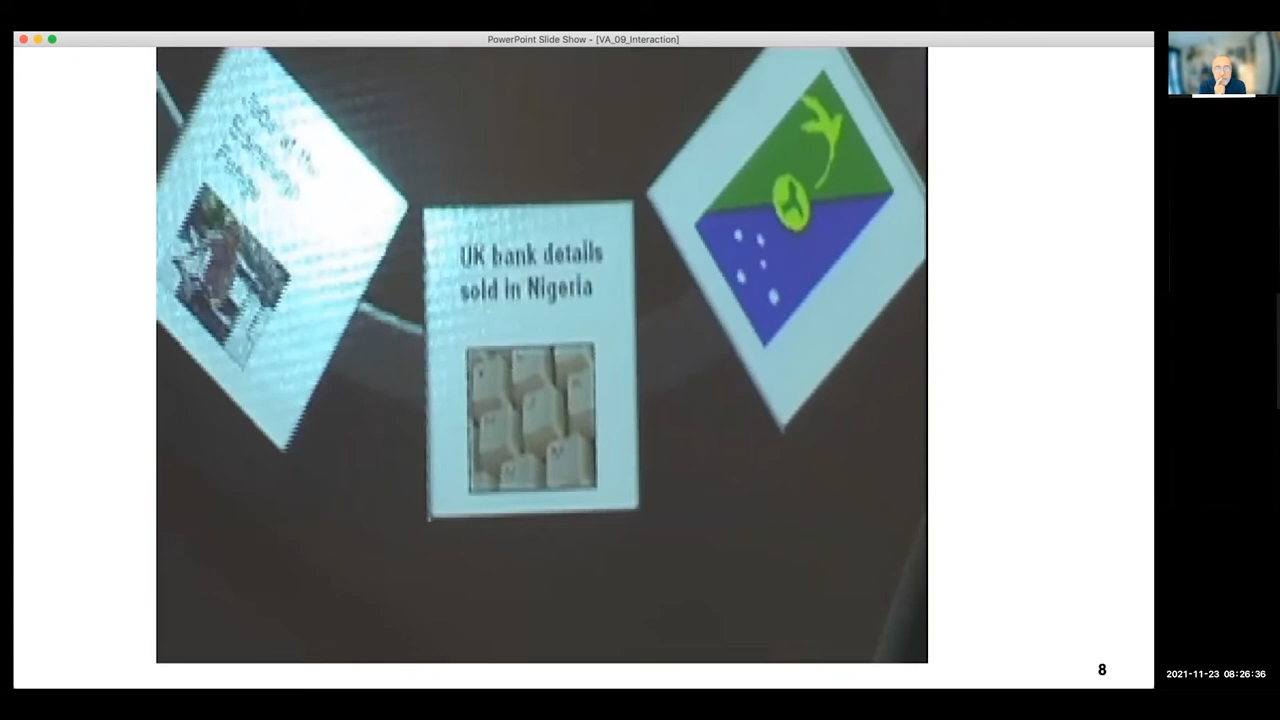 PowerPoint Slide Show - [VA_09_Interaction]
UK bank details
sold in Nigeria
8
2021-11-23 08:26:36